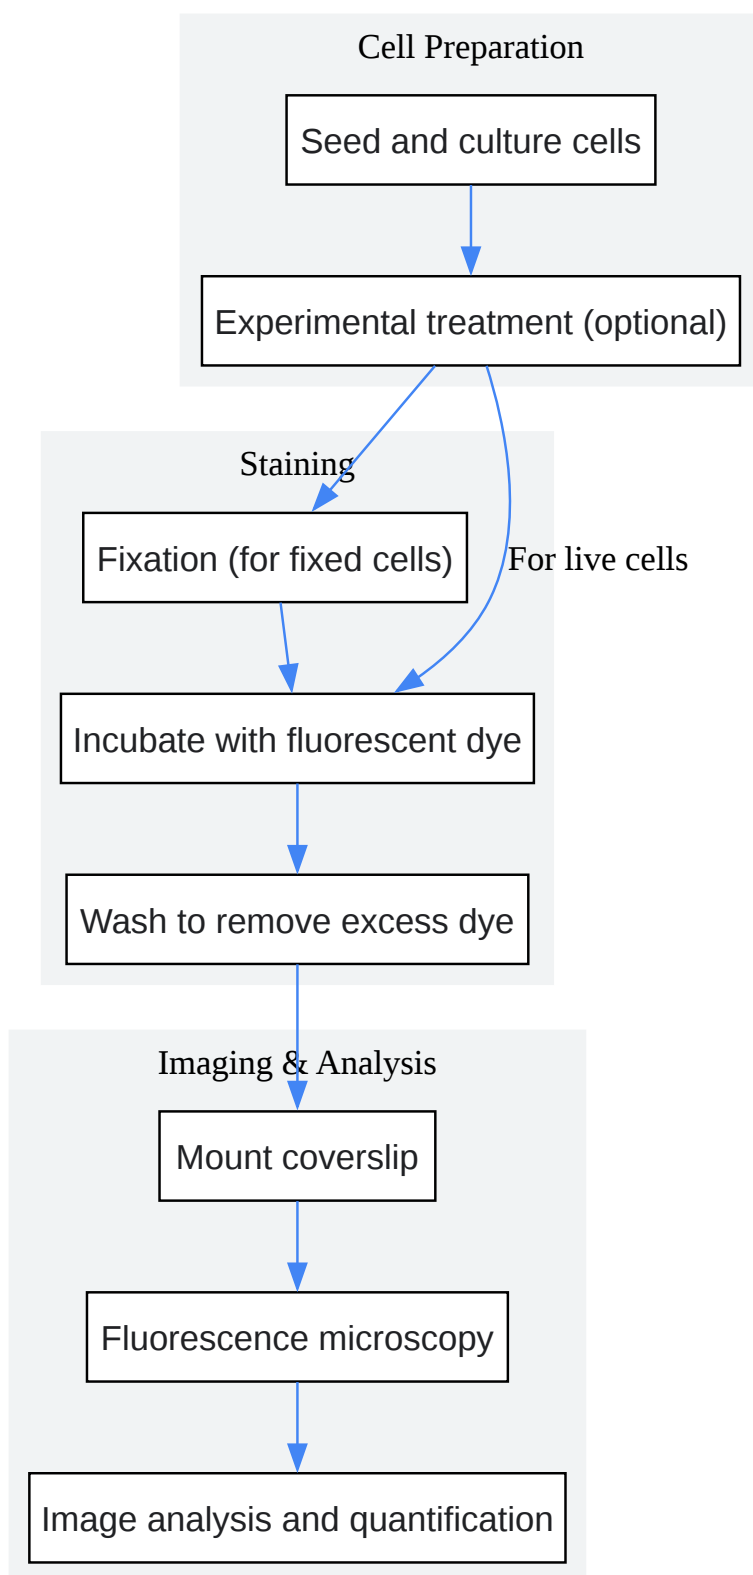 Cell Preparation
Seed and culture cells
Experimental treatment (optional)
Staining
Fixation (for fixed cells)
For live cells
Incubate with fluorescent dye
Wash to remove excess dye
Imaging & Analysis
Mount coverslip
Fluorescence microscopy
Image analysis and quantification